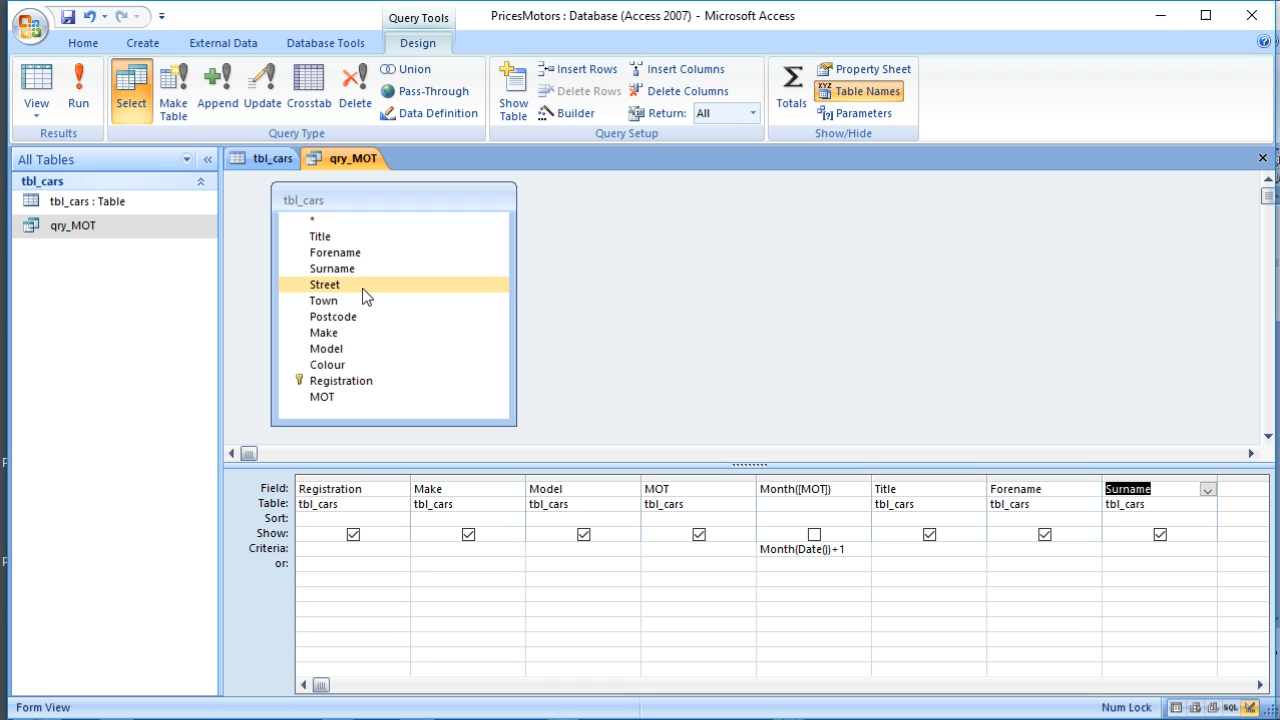 Query Tools
PricesMotors : Database (Access 2007) - Microsoft Access
Home Create External Data Database Tools Design
View Run Select Make Table Append Update Crosstab Delete
Union
Pass-Through
Data Definition
Show Table
Insert Rows
Delete Rows
Builder
Insert Columns
Delete Columns
Return: All
Totals
Property Sheet
XYZ Table Names
Parameters
Results Query Type Query Setup Show/Hide
All Tables
tbl_cars
tbl_cars : Table
qry_MOT
tbl_cars qry_MOT
tbl_cars
*
Title
Forename
Surname
Street
Town
Postcode
Make
Model
Colour
Registration
MOT
Field: Registration Make Model MOT Month([MOT]) Title Forename Surname
Table: tbl_cars tbl_cars tbl_cars tbl_cars tbl_cars tbl_cars tbl_cars
Sort:
Show:
Criteria: Month(Date())+1
or:
Form View Num Lock SQL